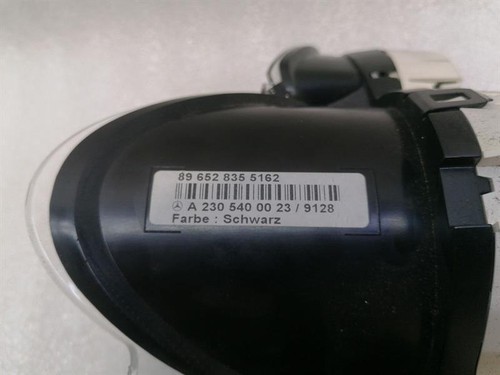 89 652 835 5162
A 230 540 00 23 / 9128
Farbe : Schwarz